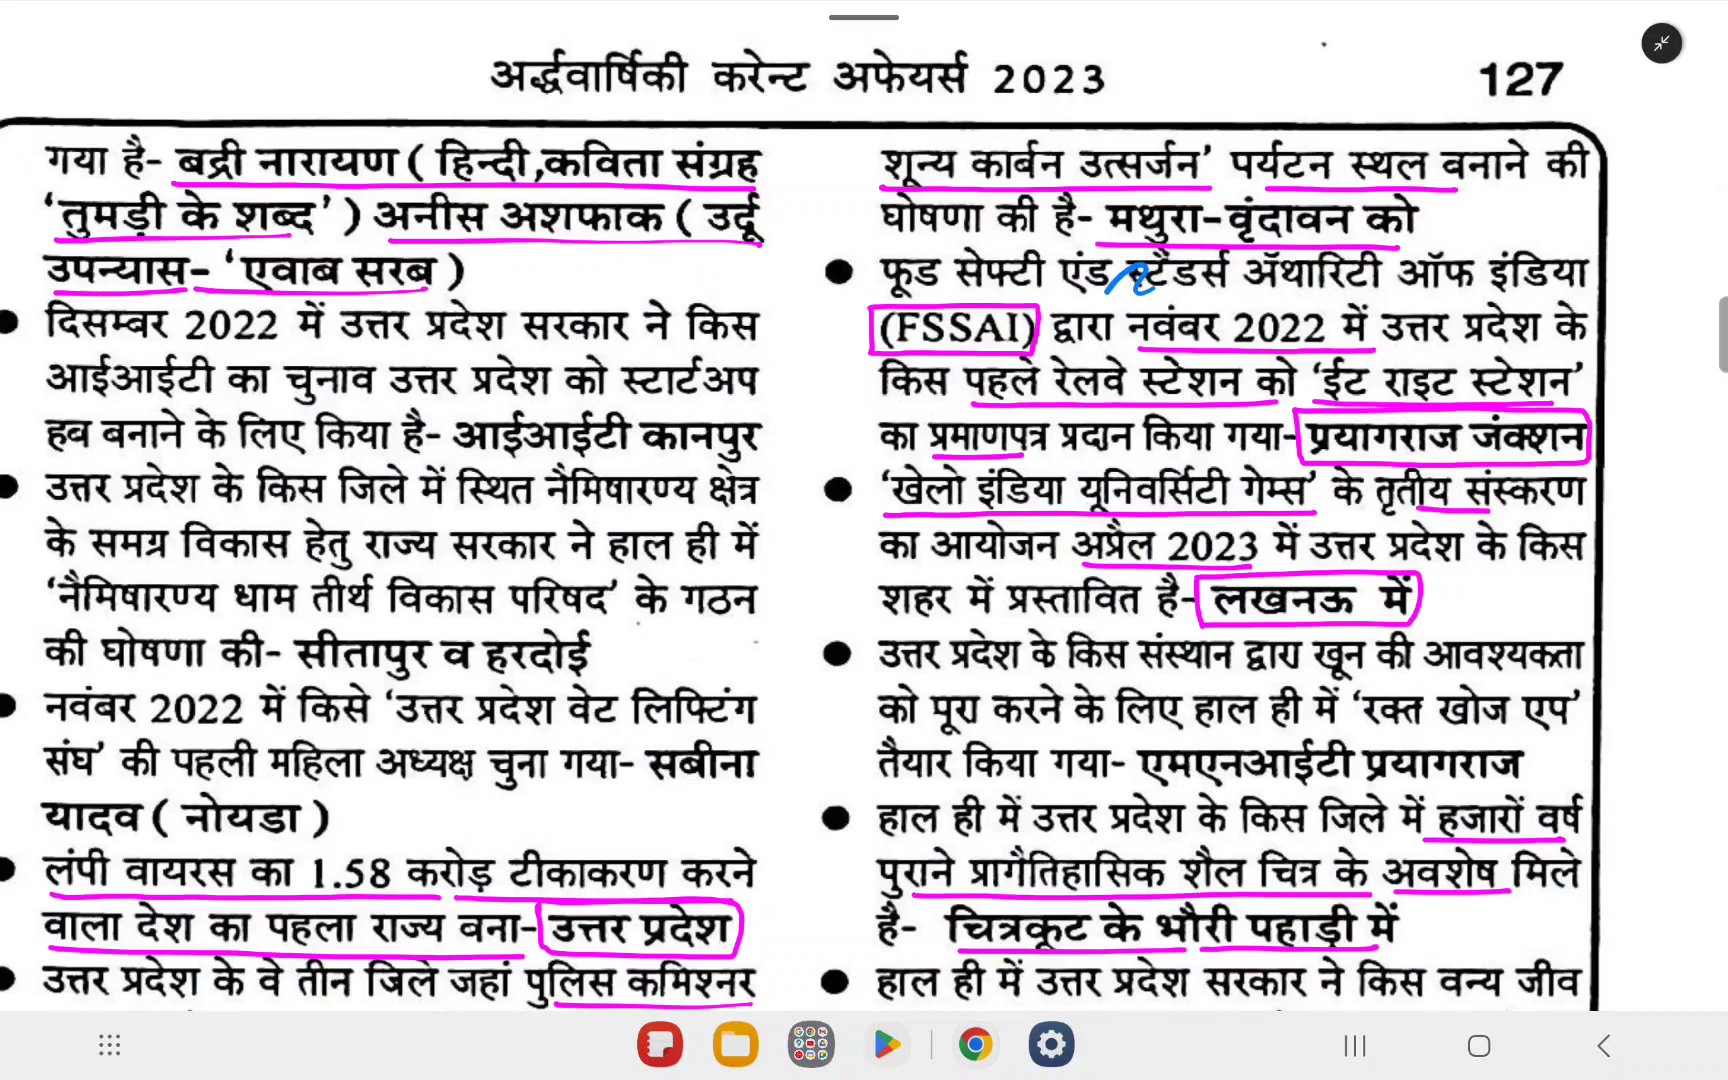 अर्द्धवार्षिकी करेन्ट अफेयर्स 2023
127
गया है- बद्री नारायण ( हिन्दी,कविता संग्रह
‘तुमड़ी के शब्द’ ) अनीस अशफाक ( उर्दू
उपन्यास- ‘एवाब सरब )
● दिसम्बर 2022 में उत्तर प्रदेश सरकार ने किस
आईआईटी का चुनाव उत्तर प्रदेश को स्टार्टअप
हब बनाने के लिए किया है- आईआईटी कानपुर
● उत्तर प्रदेश के किस जिले में स्थित नैमिषारण्य क्षेत्र
के समग्र विकास हेतु राज्य सरकार ने हाल ही में
‘नैमिषारण्य धाम तीर्थ विकास परिषद’ के गठन
की घोषणा की- सीतापुर व हरदोई
● नवंबर 2022 में किसे ‘उत्तर प्रदेश वेट लिफ्टिंग
संघ’ की पहली महिला अध्यक्ष चुना गया- सबीना
यादव ( नोयडा )
● लंपी वायरस का 1.58 करोड़ टीकाकरण करने
वाला देश का पहला राज्य बना- उत्तर प्रदेश
● उत्तर प्रदेश के वे तीन जिले जहां पुलिस कमिश्नर
शून्य कार्बन उत्सर्जन’ पर्यटन स्थल बनाने की
घोषणा की है- मथुरा-वृंदावन को
● फूड सेफ्टी एंड स्टैंडर्स ऑथारिटी ऑफ इंडिया
(FSSAI) द्वारा नवंबर 2022 में उत्तर प्रदेश के
किस पहले रेलवे स्टेशन को ‘ईट राइट स्टेशन’
का प्रमाणपत्र प्रदान किया गया- प्रयागराज जंक्शन
● ‘खेलो इंडिया यूनिवर्सिटी गेम्स’ के तृतीय संस्करण
का आयोजन अप्रैल 2023 में उत्तर प्रदेश के किस
शहर में प्रस्तावित है- लखनऊ में
● उत्तर प्रदेश के किस संस्थान द्वारा खून की आवश्यकता
को पूरा करने के लिए हाल ही में ‘रक्त खोज एप’
तैयार किया गया- एमएनआईटी प्रयागराज
● हाल ही में उत्तर प्रदेश के किस जिले में हजारों वर्ष
पुराने प्रागैतिहासिक शैल चित्र के अवशेष मिले
है- चित्रकूट के भौरी पहाड़ी में
● हाल ही में उत्तर प्रदेश सरकार ने किस वन्य जीव